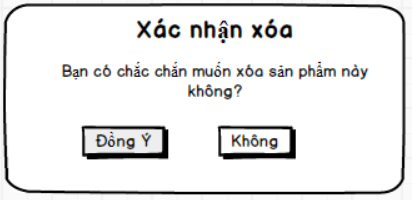 Xác nhận xóa
Bạn có chắc chắn muốn xóa sản phẩm này
không?
Đồng Ý
Không